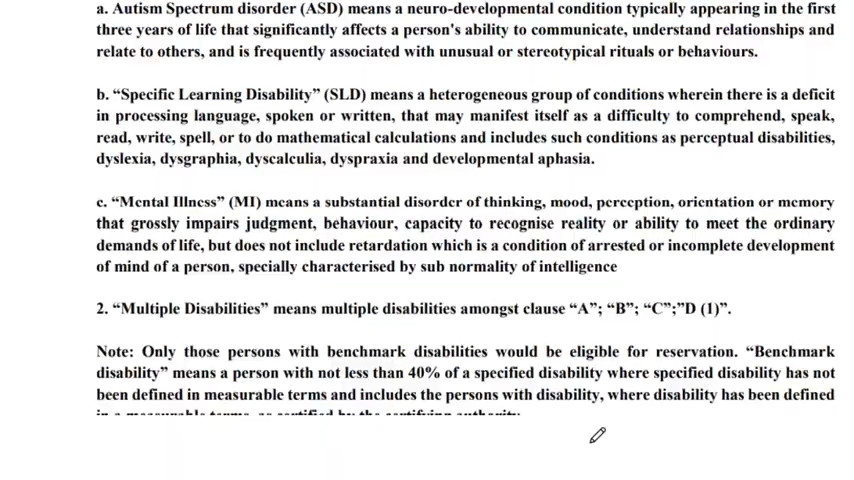 a. Autism Spectrum disorder (ASD) means a neuro-developmental condition typically appearing in the first
three years of life that significantly affects a person's ability to communicate, understand relationships and
relate to others, and is frequently associated with unusual or stereotypical rituals or behaviours.
b. “Specific Learning Disability” (SLD) means a heterogeneous group of conditions wherein there is a deficit
in processing language, spoken or written, that may manifest itself as a difficulty to comprehend, speak,
read, write, spell, or to do mathematical calculations and includes such conditions as perceptual disabilities,
dyslexia, dysgraphia, dyscalculia, dyspraxia and developmental aphasia.
c. “Mental Illness” (MI) means a substantial disorder of thinking, mood, perception, orientation or memory
that grossly impairs judgment, behaviour, capacity to recognise reality or ability to meet the ordinary
demands of life, but does not include retardation which is a condition of arrested or incomplete development
of mind of a person, specially characterised by sub normality of intelligence
2. “Multiple Disabilities” means multiple disabilities amongst clause “A”; “B”; “C”;”D (1)”.
Note: Only those persons with benchmark disabilities would be eligible for reservation. “Benchmark
disability” means a person with not less than 40% of a specified disability where specified disability has not
been defined in measurable terms and includes the persons with disability, where disability has been defined
in a measurable terms, as certified by the certifying authority.